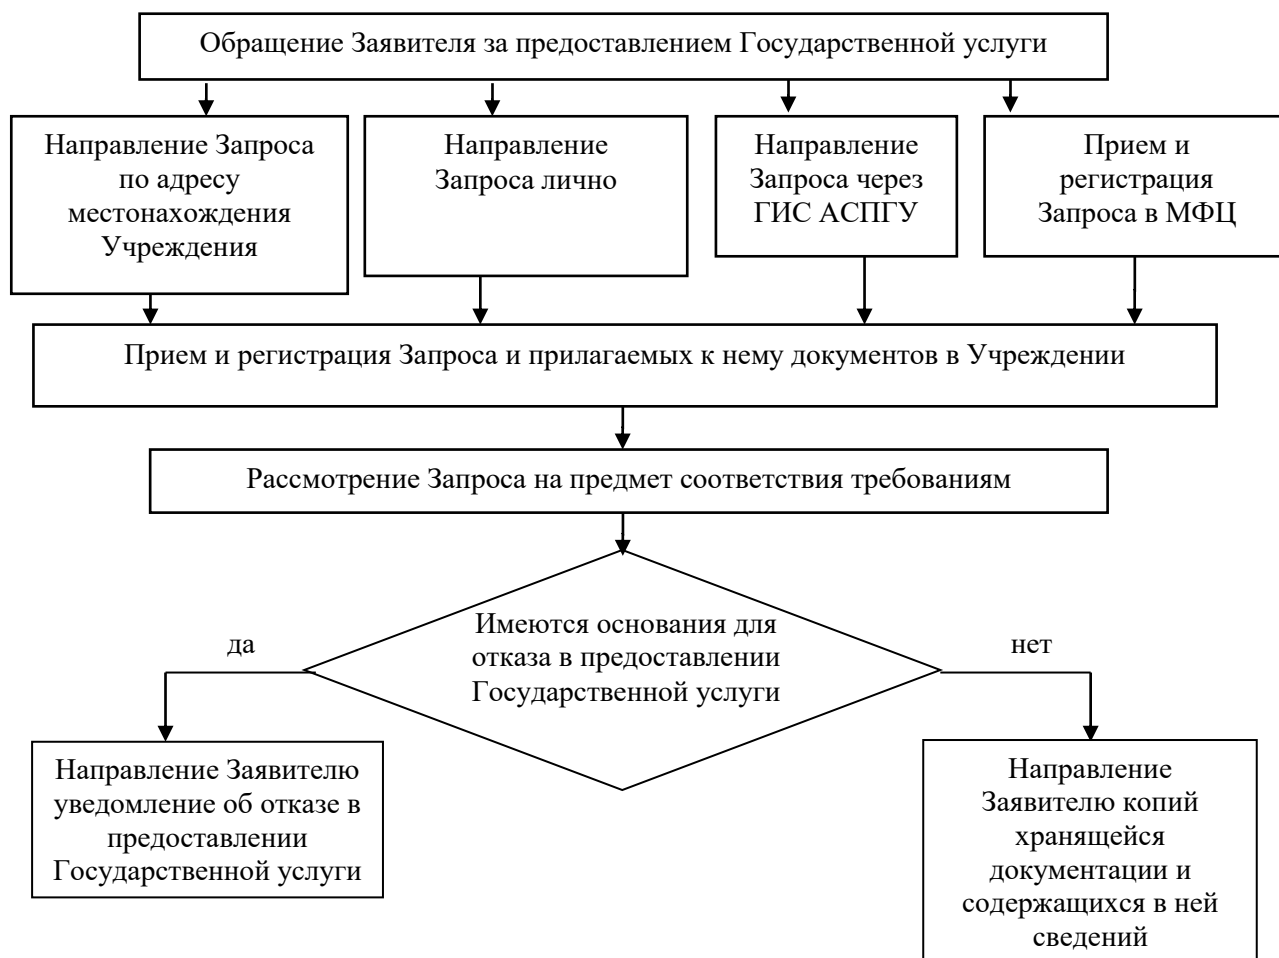 Обращение Заявителя за предоставлением Государственной услуги
Направление Запроса
по адресу
местонахождения
Учреждения
Направление
Запроса лично
Направление
Запроса через
ГИС АСПГУ
Прием и
регистрация
Запроса в МФЦ
Прием и регистрация Запроса и прилагаемых к нему документов в Учреждении
Рассмотрение Запроса на предмет соответствия требованиям
Имеются основания для
отказа в предоставлении
Государственной услуги
да
нет
Направление Заявителю
уведомление об отказе в
предоставлении
Государственной услуги
Направление
Заявителю копий
хранящейся
документации и
содержащихся в ней
сведений